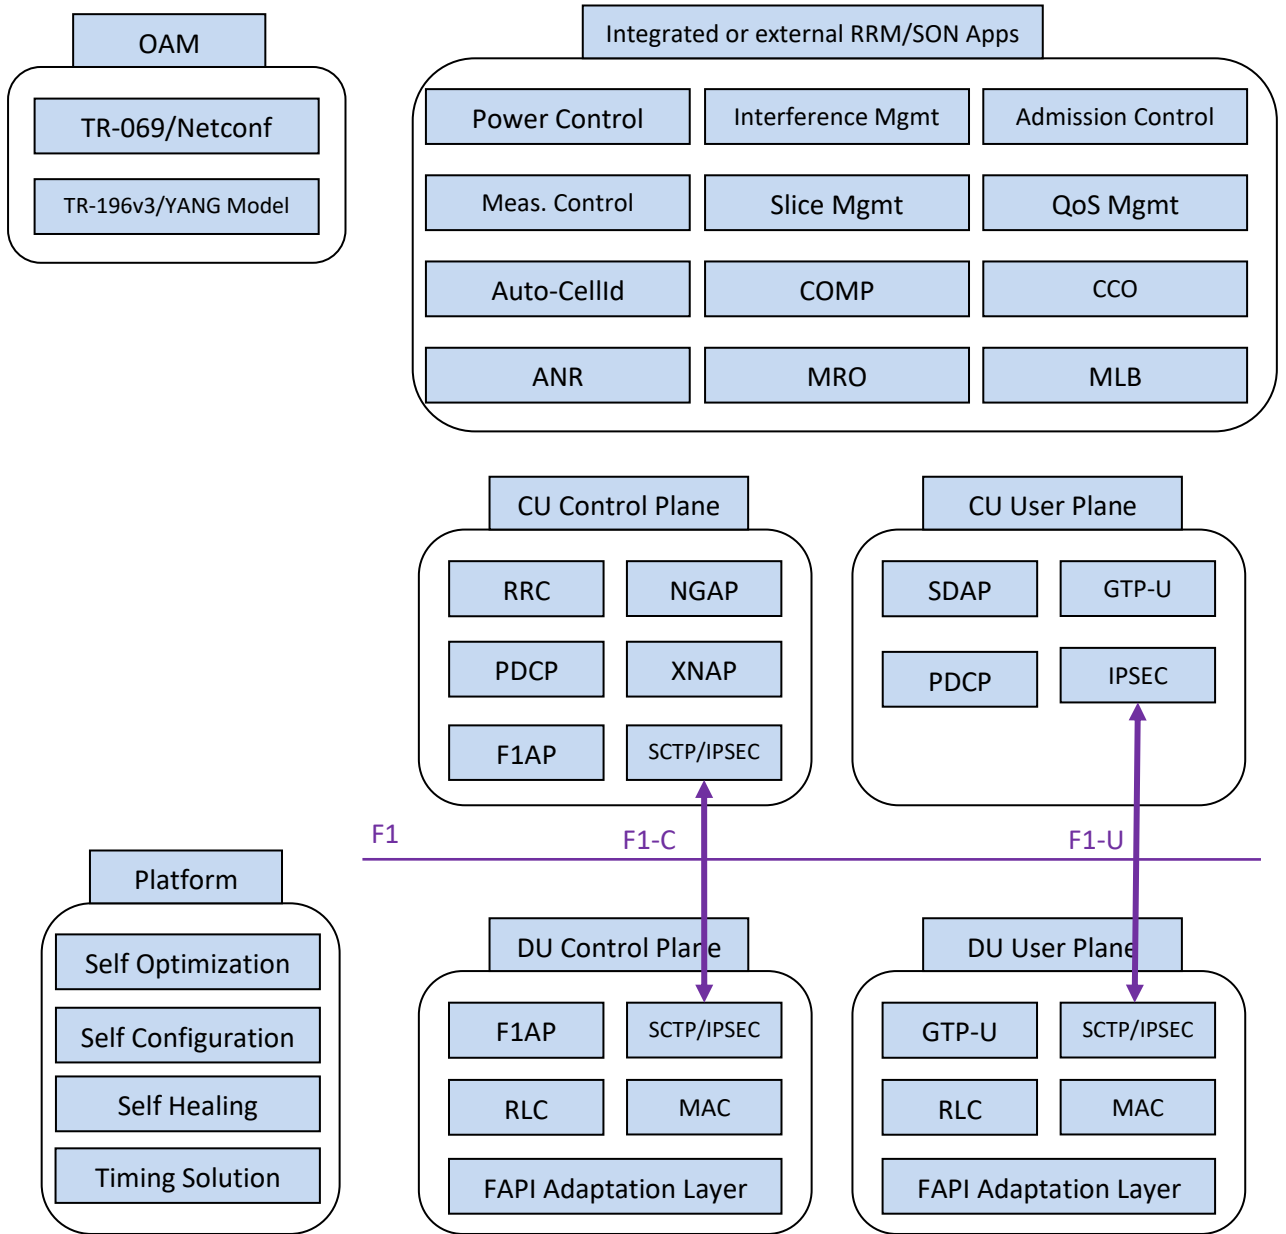 OAM
TR-069/Netconf
TR-196v3/YANG Model
Integrated or external RRM/SON Apps
Power Control
Interference Mgmt
Admission Control
Meas. Control
Slice Mgmt
QoS Mgmt
Auto-CellId
COMP
CCO
ANR
MRO
MLB
CU Control Plane
RRC
NGAP
PDCP
XNAP
F1AP
SCTP/IPSEC
CU User Plane
SDAP
GTP-U
PDCP
IPSEC
F1
F1-C
F1-U
Platform
Self Optimization
Self Configuration
Self Healing
Timing Solution
DU Control Plane
F1AP
SCTP/IPSEC
RLC
MAC
FAPI Adaptation Layer
DU User Plane
GTP-U
SCTP/IPSEC
RLC
MAC
FAPI Adaptation Layer